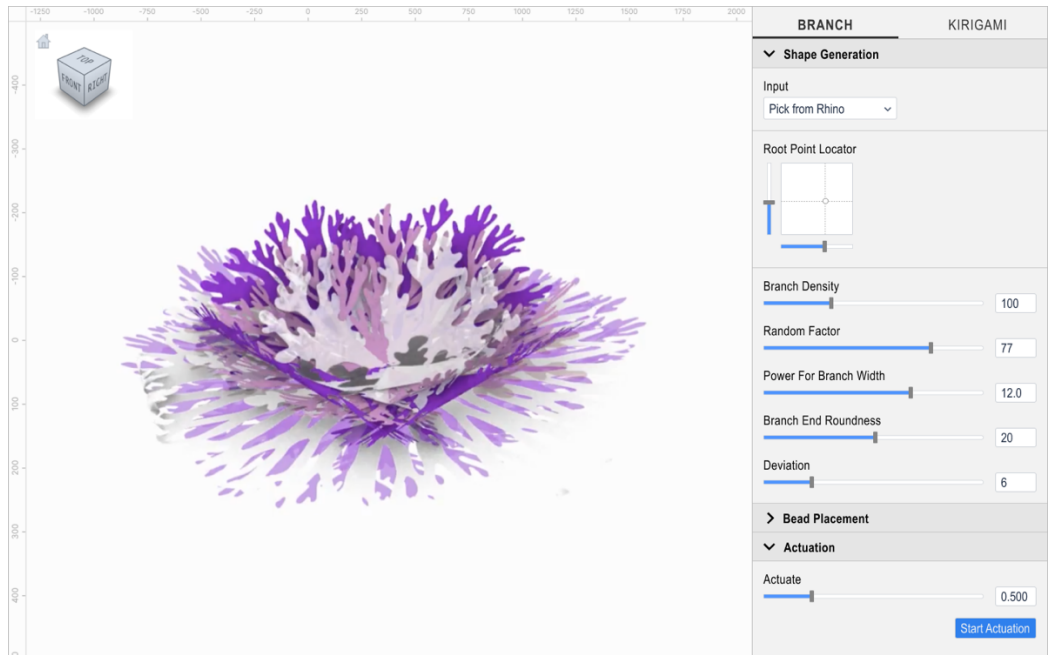 -1250 -1000 -750 -500 -250 0 250 500 750 1000 1250 1500 1750 2000
-400
-300
-200
-100
0
100
200
300
400
TOP
FRONT RIGHT
BRANCH KIRIGAMI
Shape Generation
Input
Pick from Rhino
Root Point Locator
Branch Density
100
Random Factor
77
Power For Branch Width
12.0
Branch End Roundness
20
Deviation
6
Bead Placement
Actuation
Actuate
0.500
Start Actuation